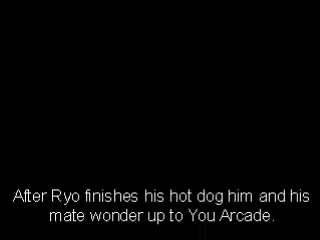 After Ryo finishes his hot dog him and his
mate wonder up to You Arcade.